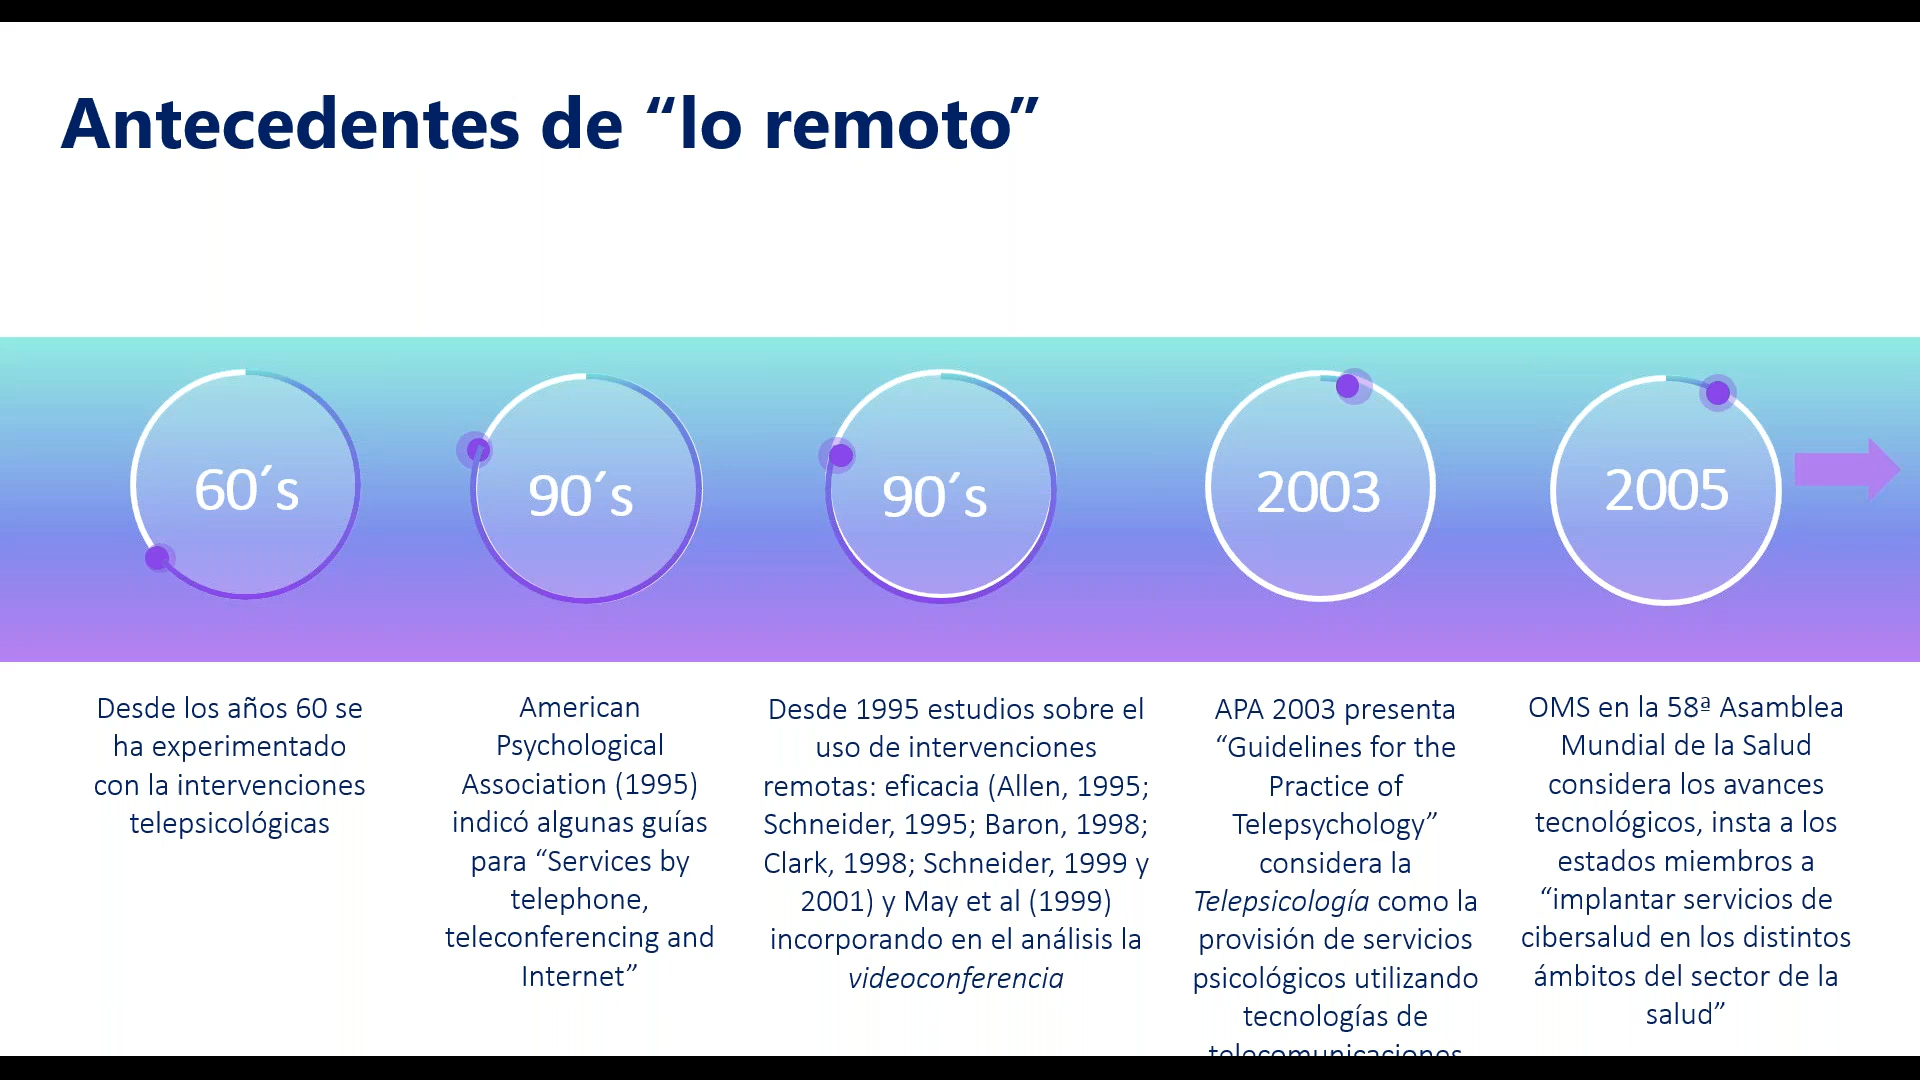 Antecedentes de “lo remoto”
60´s
90´s
90´s
2003
2005
Desde los años 60 se
ha experimentado
con la intervenciones
telepsicológicas
American
Psychological
Association (1995)
indicó algunas guías
para “Services by
telephone,
teleconferencing and
Internet”
Desde 1995 estudios sobre el
uso de intervenciones
remotas: eficacia (Allen, 1995;
Schneider, 1995; Baron, 1998;
Clark, 1998; Schneider, 1999 y
2001) y May et al (1999)
incorporando en el análisis la
videoconferencia
APA 2003 presenta
“Guidelines for the
Practice of
Telepsychology”
considera la
Telepsicología como la
provisión de servicios
psicológicos utilizando
tecnologías de
telecomunicaciones
OMS en la 58ª Asamblea
Mundial de la Salud
considera los avances
tecnológicos, insta a los
estados miembros a
“implantar servicios de
cibersalud en los distintos
ámbitos del sector de la
salud”